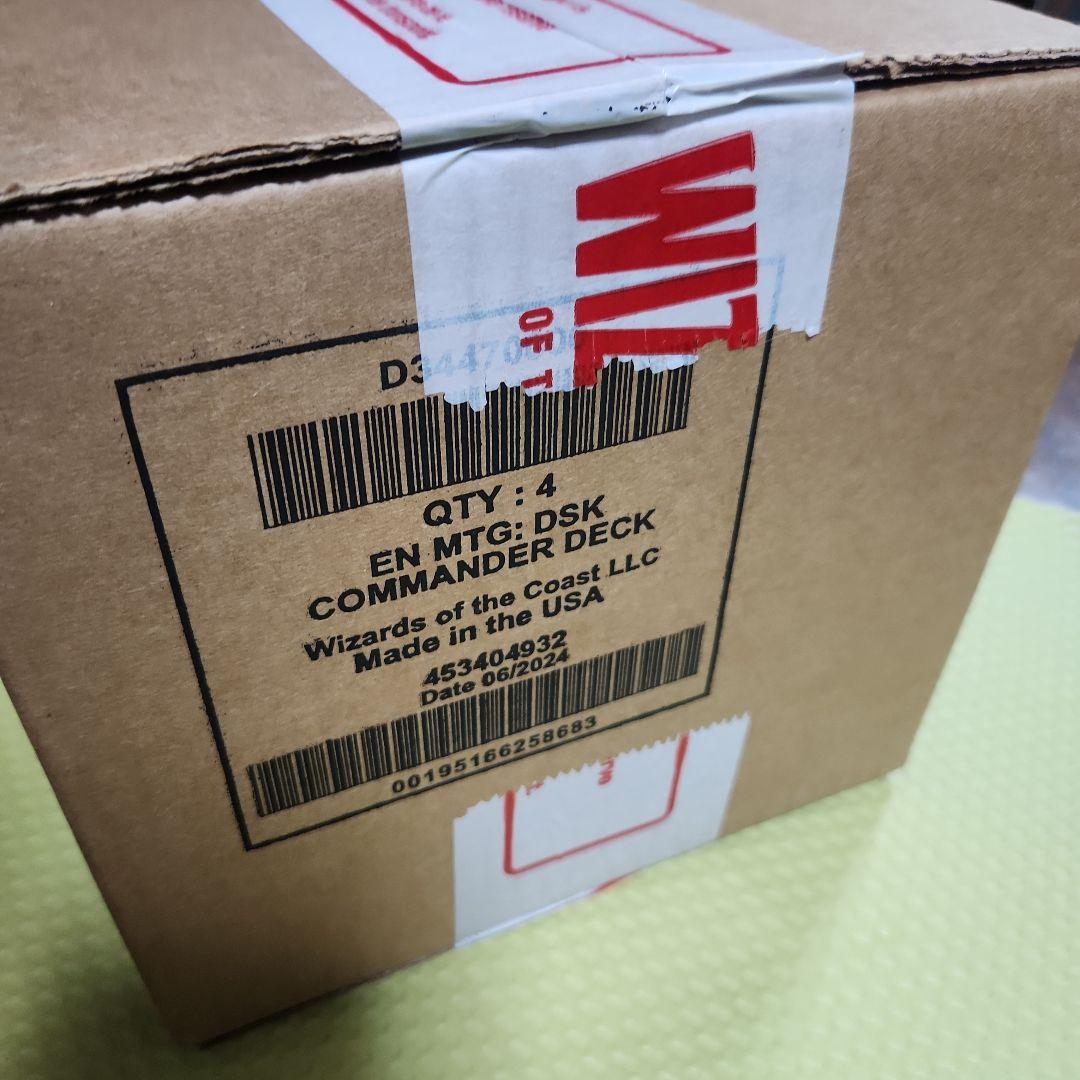 WIZ
OF T
D34470000
QTY : 4
EN MTG: DSK
COMMANDER DECK
Wizards of the Coast LLC
Made in the USA
453404932
Date 06/2024
00195166258683